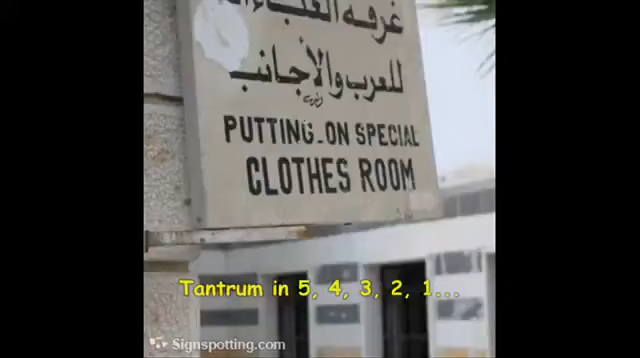 غرفه
للعرب والأجانب
PUTTING-ON SPECIAL
CLOTHES ROOM
Tantrum in 5, 4, 3, 2, 1...
Signspotting.com